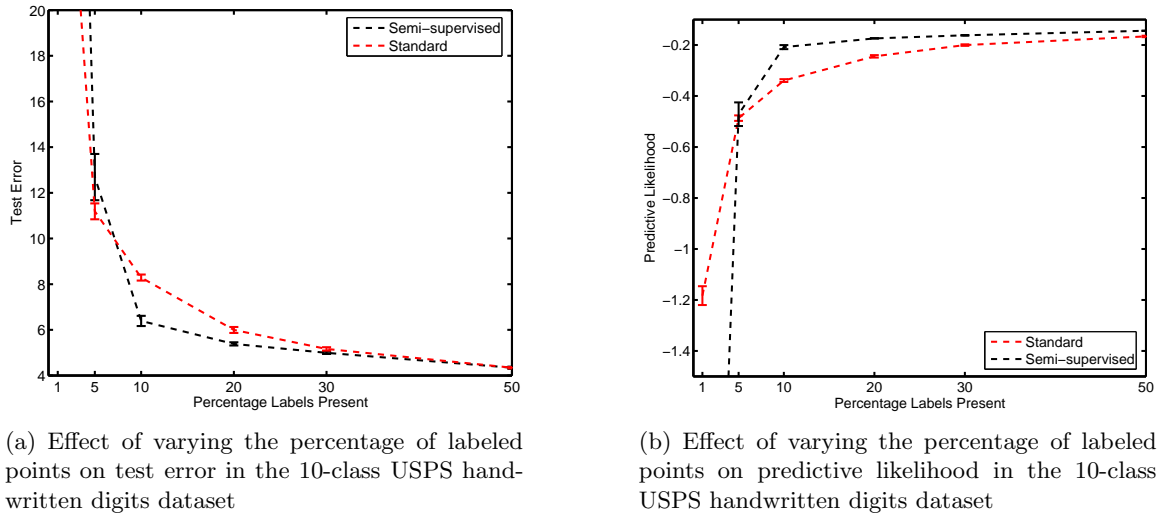 20
18
16
14
12
10
8
6
4
Test Error
Semi−supervised
Standard
1 5 10 20 30 50
Percentage Labels Present
(a) Effect of varying the percentage of labeled
points on test error in the 10-class USPS hand-
written digits dataset
−0.2
−0.4
−0.6
−0.8
−1
−1.2
−1.4
Predictive Likelihood
Standard
Semi−supervised
1 5 10 20 30 50
Percentage Labels Present
(b) Effect of varying the percentage of labeled
points on predictive likelihood in the 10-class
USPS handwritten digits dataset